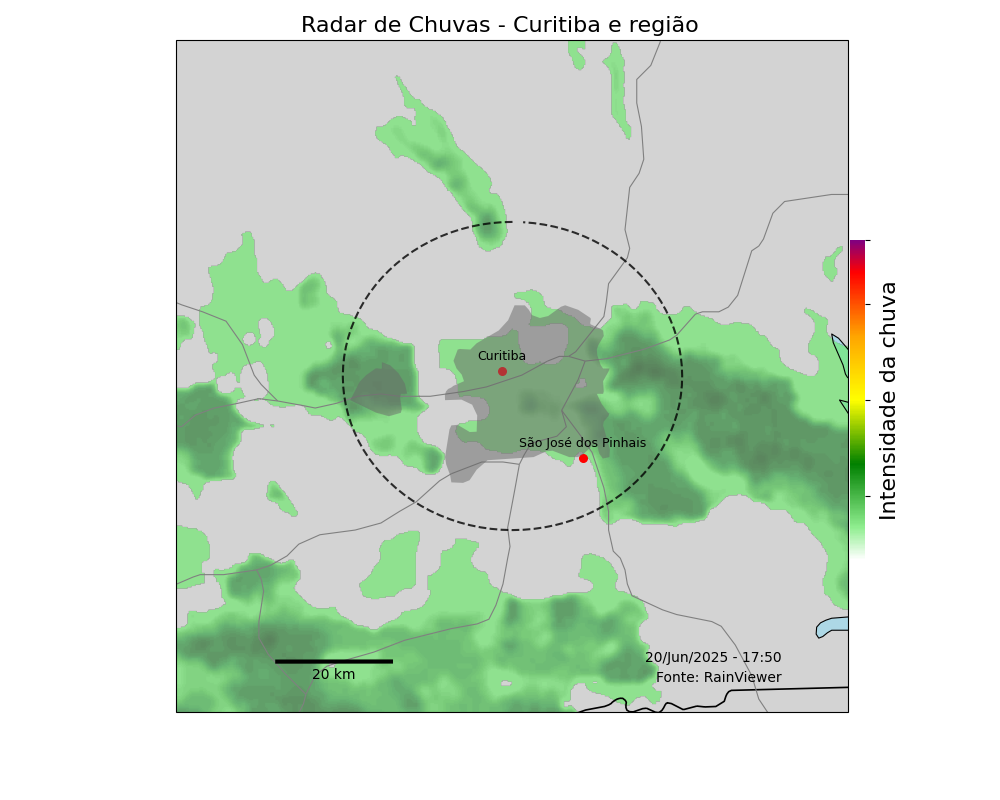 Radar de Chuvas - Curitiba e região
Curitiba
São José dos Pinhais
Intensidade da chuva
20/Jun/2025 - 17:50
Fonte: RainViewer
20 km